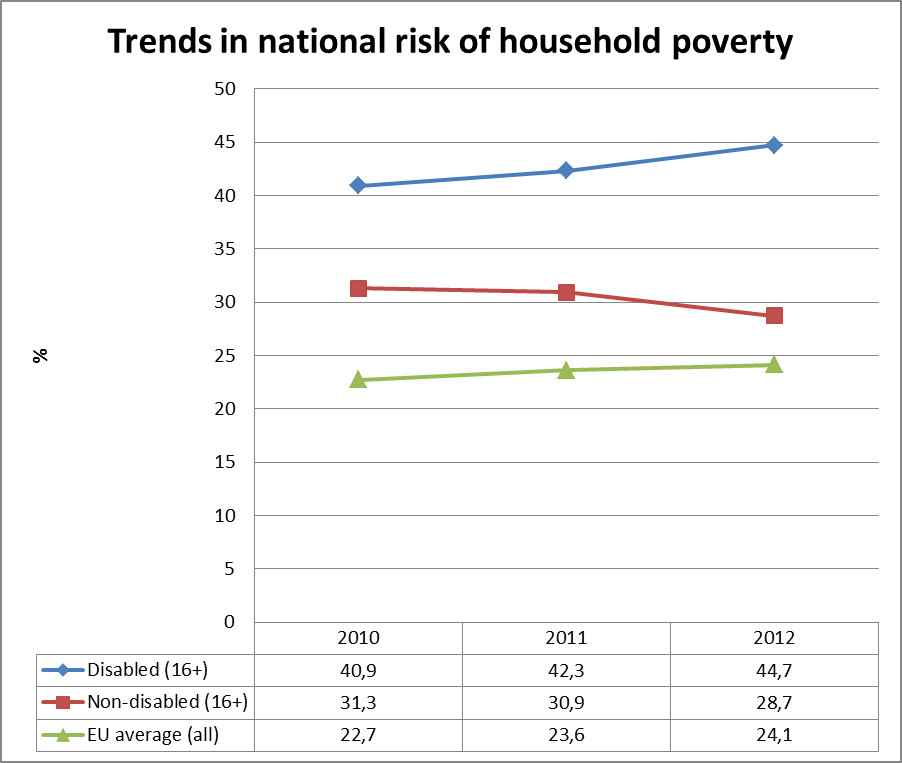 Trends in national risk of household poverty
50
45
40
35
30
25
20
15
10
5
0
%
2010 2011 2012
Disabled (16+) 40,9 42,3 44,7
Non-disabled (16+) 31,3 30,9 28,7
EU average (all) 22,7 23,6 24,1